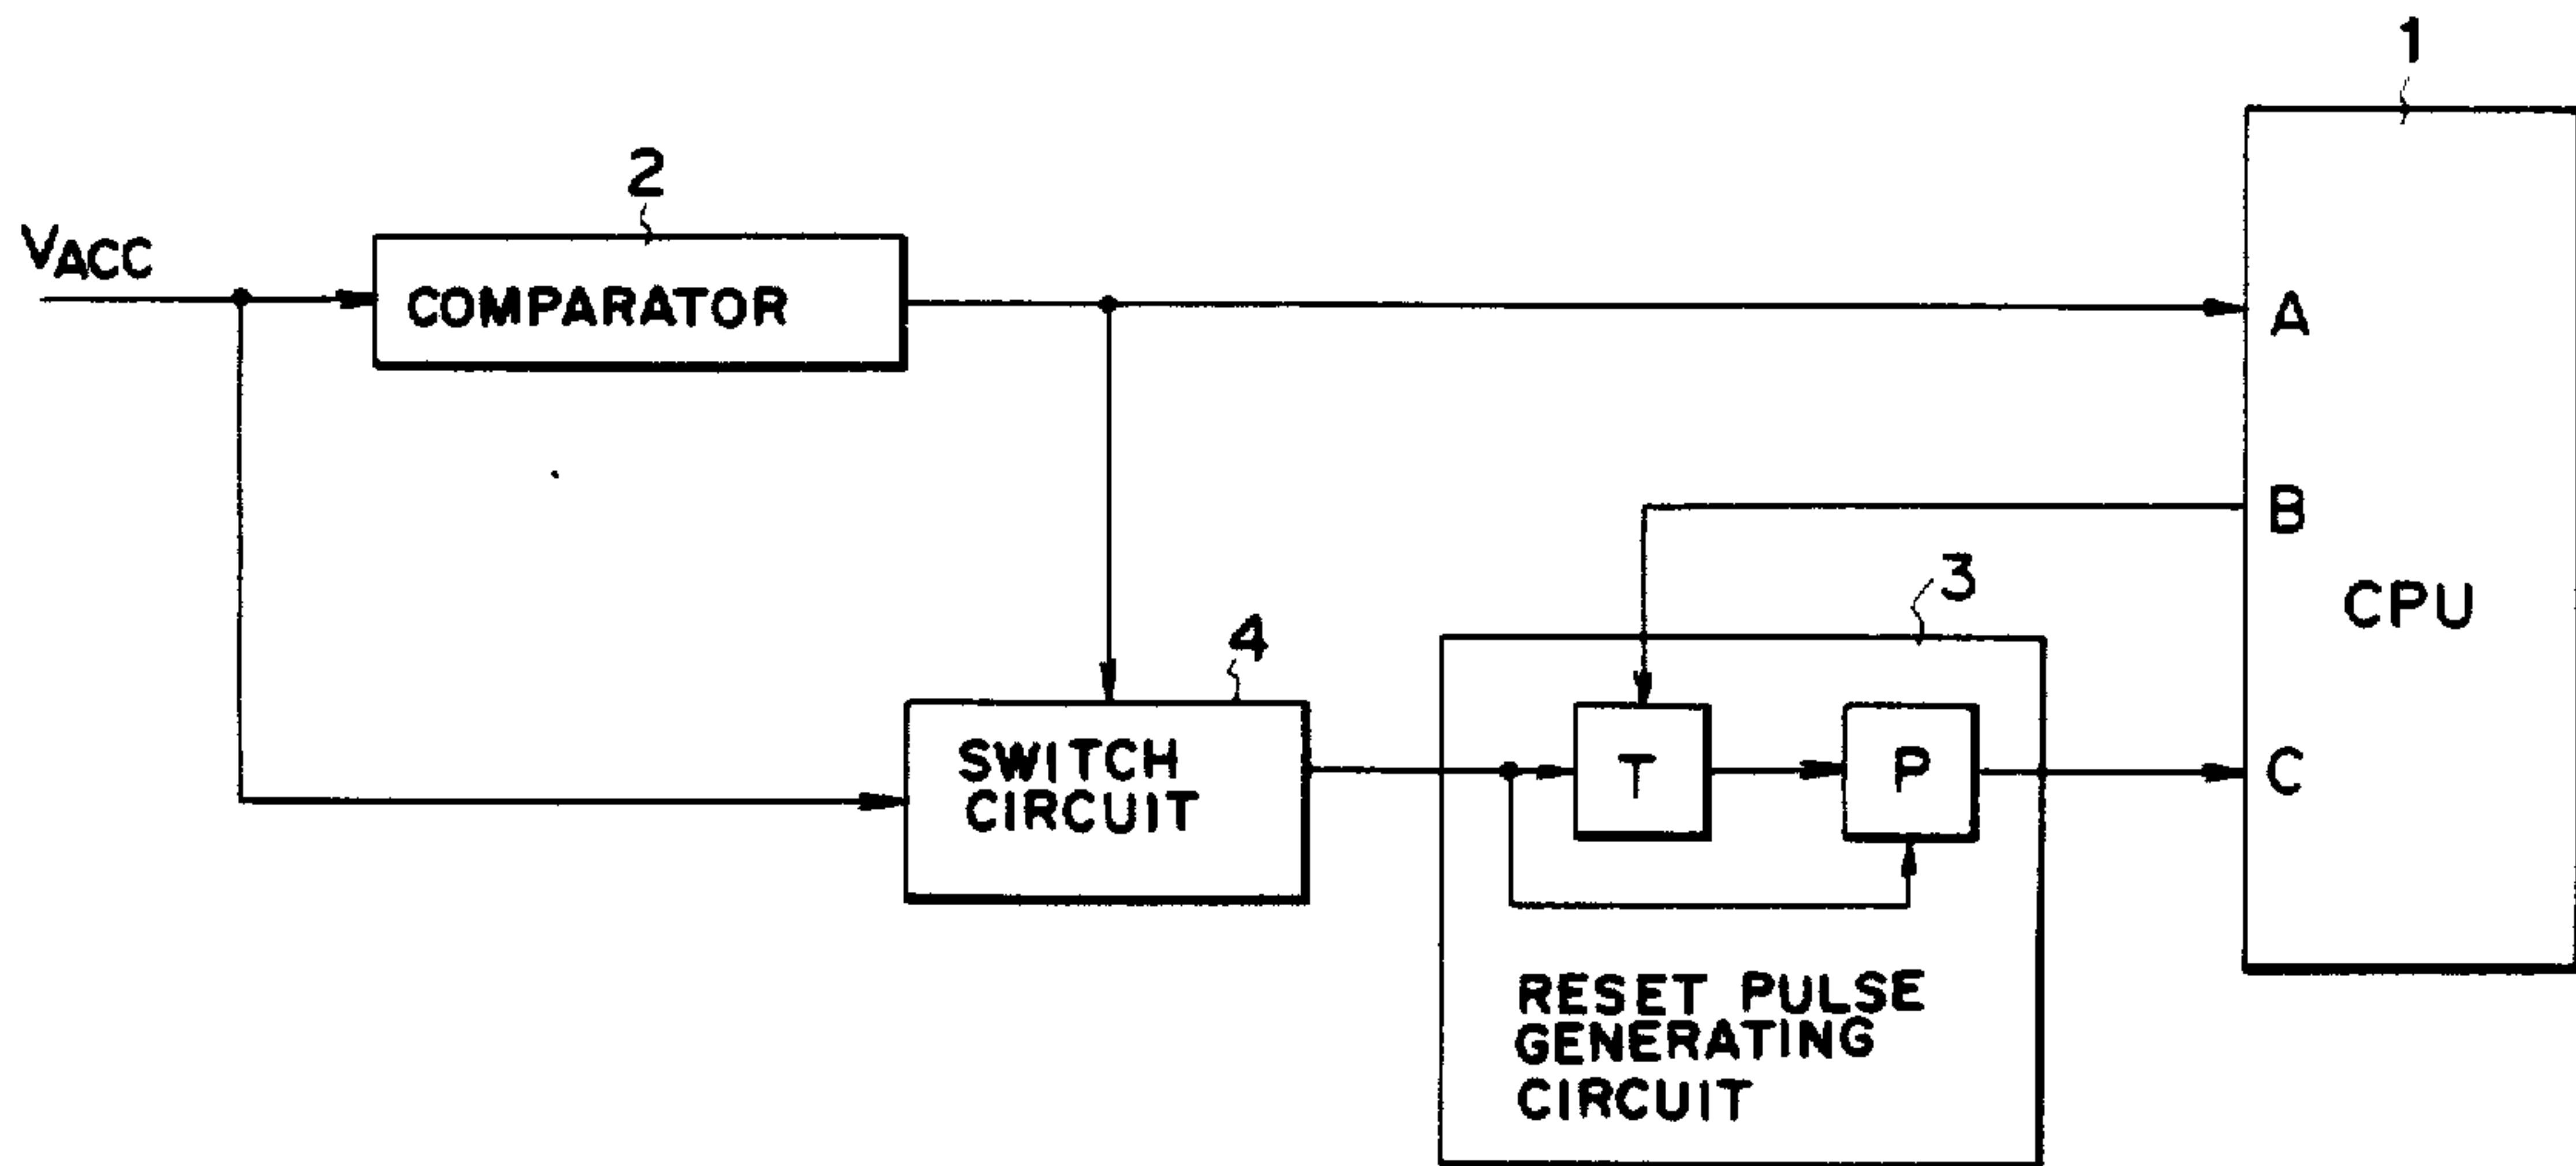 1
2
VACC
COMPARATOR
A
B
3
CPU
4
SWITCH
CIRCUIT
T
P
C
RESET PULSE
GENERATING
CIRCUIT